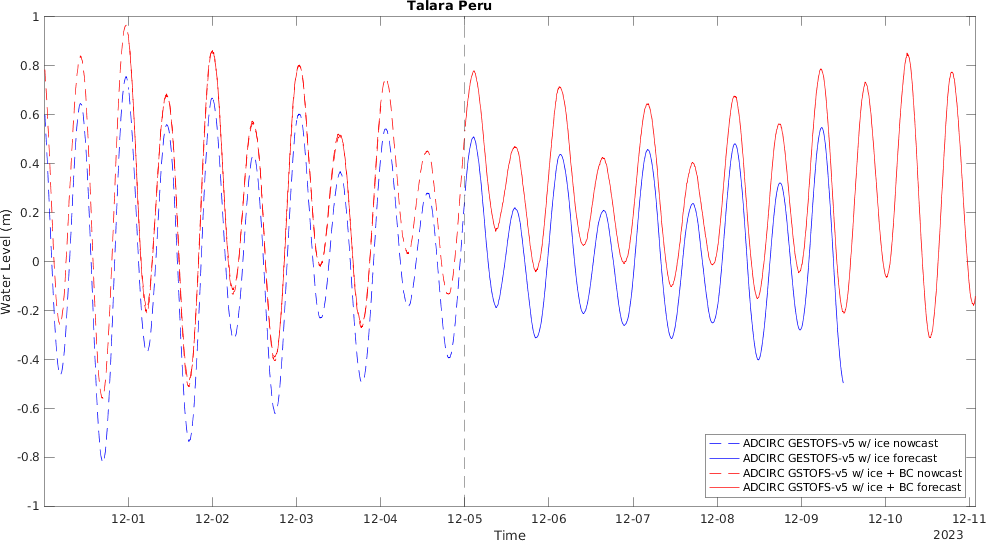 Talara Peru
1
0.8
0.6
0.4
0.2
0
-0.2
-0.4
-0.6
-0.8
-1
Water Level (m)
12-01 12-02 12-03 12-04 12-05 12-06 12-07 12-08 12-09 12-10 12-11
Time
2023
ADCIRC GESTOFS-v5 w/ ice nowcast
ADCIRC GESTOFS-v5 w/ ice forecast
ADCIRC GSTOFS-v5 w/ ice + BC nowcast
ADCIRC GSTOFS-v5 w/ ice + BC forecast